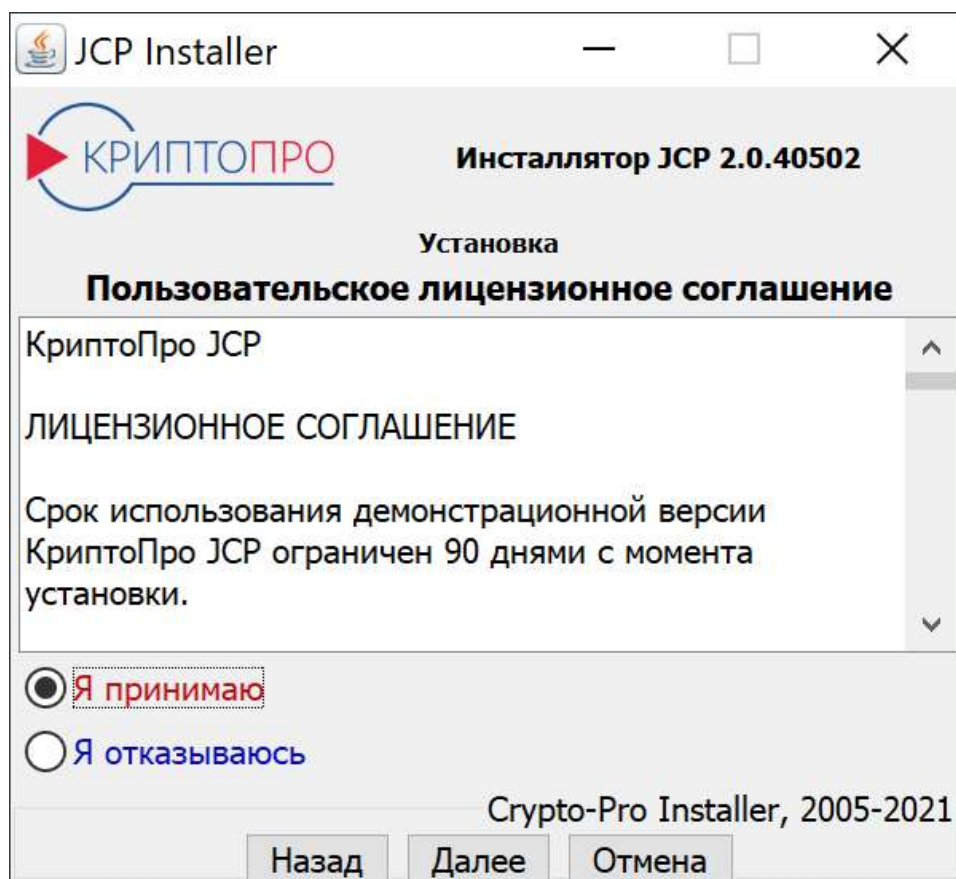 JCP Installer
КРИПТОПРО
Инсталлятор JCP 2.0.40502
Установка
Пользовательское лицензионное соглашение
КриптоПро JCP
ЛИЦЕНЗИОННОЕ СОГЛАШЕНИЕ
Срок использования демонстрационной версии
КриптоПро JCP ограничен 90 днями с момента
установки.
Я принимаю
Я отказываюсь
Crypto-Pro Installer, 2005-2021
Назад Далее Отмена